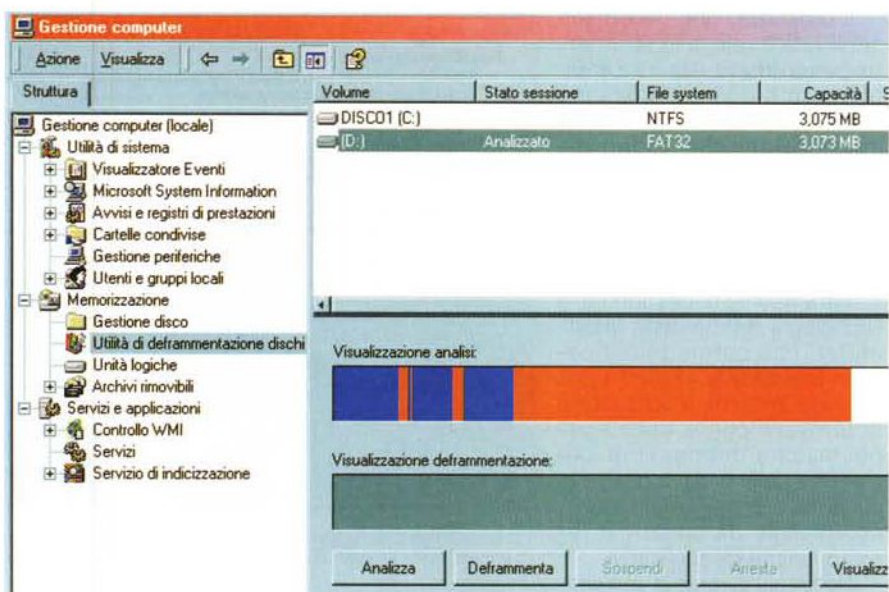 Gestione computer
Azione Visualizza
Struttura
Gestione computer (locale)
Utilità di sistema
Visualizzatore Eventi
Microsoft System Information
Avvisi e registri di prestazioni
Cartelle condivise
Gestione periferiche
Utenti e gruppi locali
Memorizzazione
Gestione disco
Utilità di deframmentazione dischi
Unità logiche
Archivi rimovibili
Servizi e applicazioni
Controllo WMI
Servizi
Servizio di indicizzazione
Volume Stato sessione File system Capacità S
DISCO1 (C:) NTFS 3,075 MB
(D:) Analizzato FAT32 3,073 MB
Visualizzazione analisi:
Visualizzazione deframmentazione:
Analizza Deframmenta Sospendi Arresta Visualizz